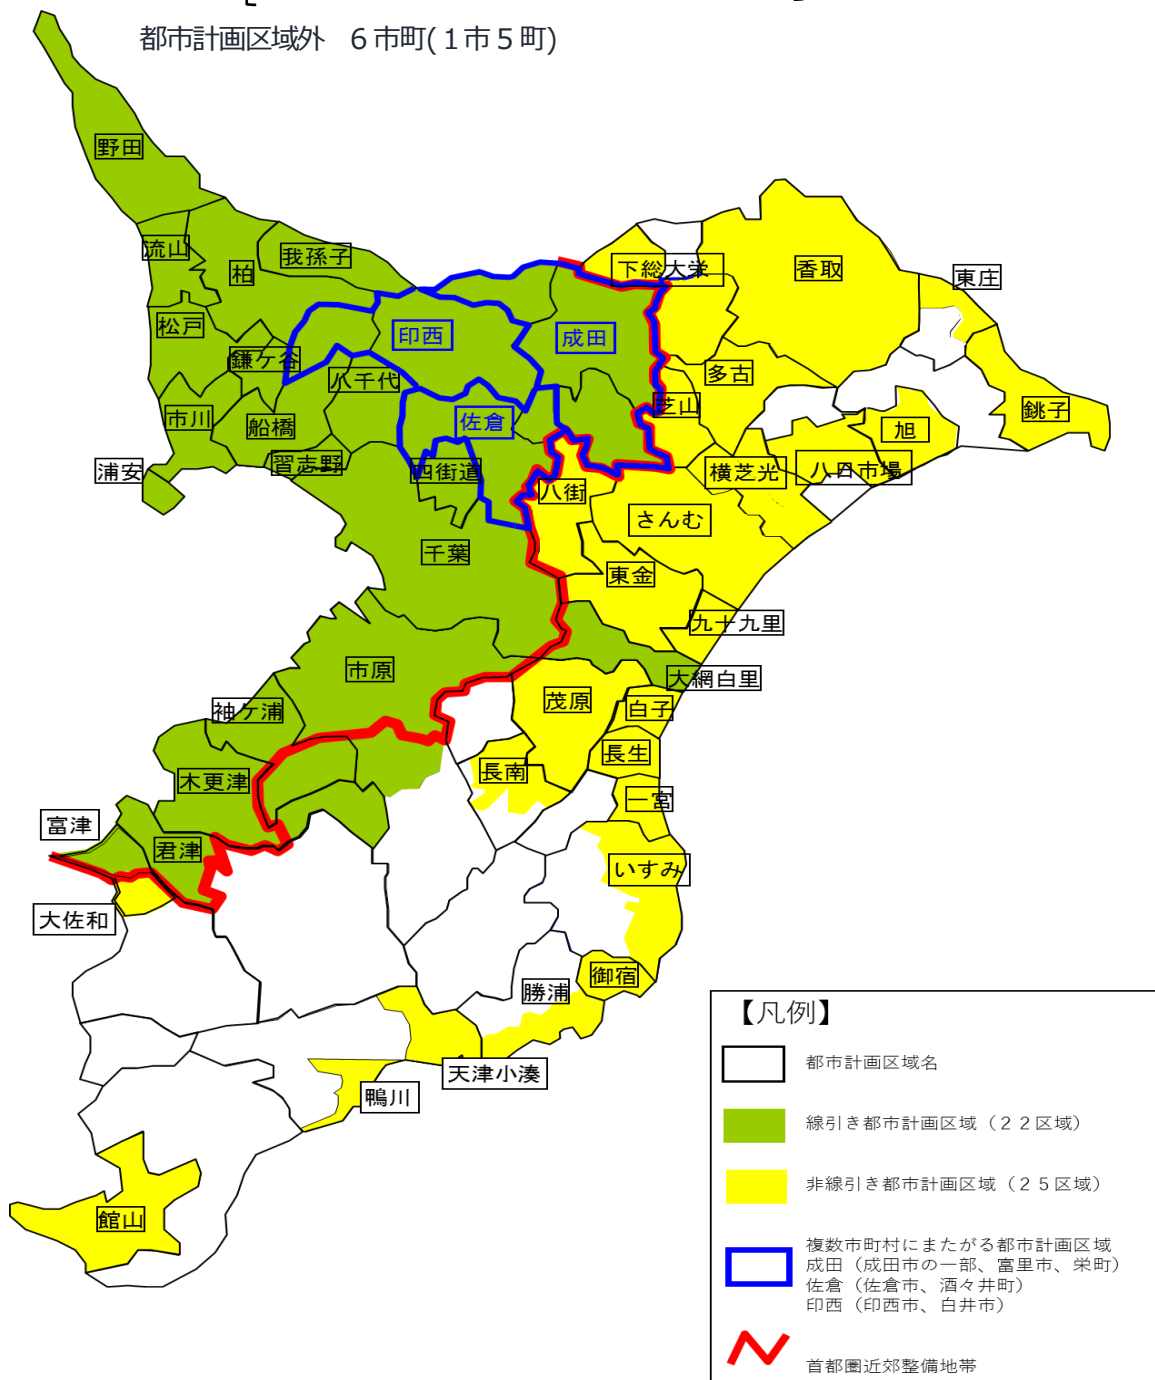 都市計画区域外　６市町(１市５町)
野田
流山
柏
我孫子
下総大栄
香取
東庄
松戸
印西
成田
鎌ケ谷
八千代
多古
芝山
市川
船橋
佐倉
旭
銚子
浦安
習志野
四街道
八街
横芝光
八日市場
さんむ
千葉
東金
九十九里
市原
大網白里
袖ケ浦
茂原
白子
長生
木更津
長南
一宮
富津
君津
いすみ
大佐和
御宿
勝浦
天津小湊
鴨川
館山
【凡例】
都市計画区域名
線引き都市計画区域（２２区域）
非線引き都市計画区域（２５区域）
複数市町村にまたがる都市計画区域
成田（成田市の一部、富里市、栄町）
佐倉（佐倉市、酒々井町）
印西（印西市、白井市）
首都圏近郊整備地帯